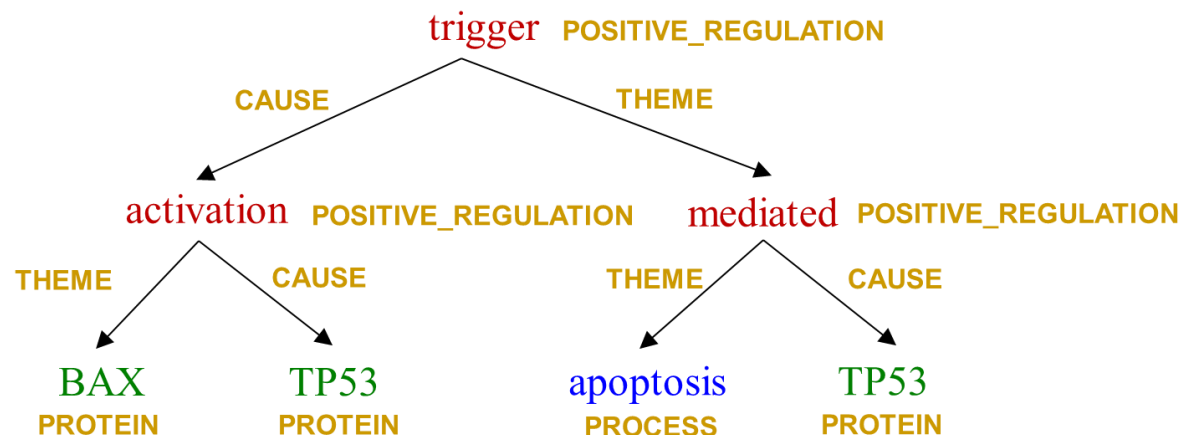 trigger POSITIVE_REGULATION
CAUSE THEME
activation POSITIVE_REGULATION mediated POSITIVE_REGULATION
THEME CAUSE THEME CAUSE
BAX TP53 apoptosis TP53
PROTEIN PROTEIN PROCESS PROTEIN